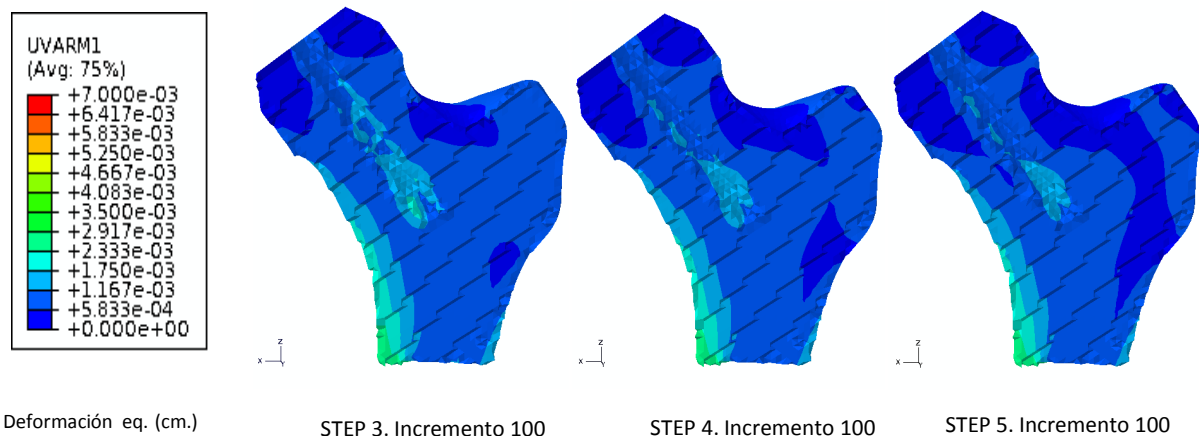 UVARM1
(Avg: 75%)
+7.000e-03
+6.417e-03
+5.833e-03
+5.250e-03
+4.667e-03
+4.083e-03
+3.500e-03
+2.917e-03
+2.333e-03
+1.750e-03
+1.167e-03
+5.833e-04
+0.000e+00
Z
X
Y
Z
X
Y
Z
X
Y
Deformación eq. (cm.)
STEP 3. Incremento 100
STEP 4. Incremento 100
STEP 5. Incremento 100